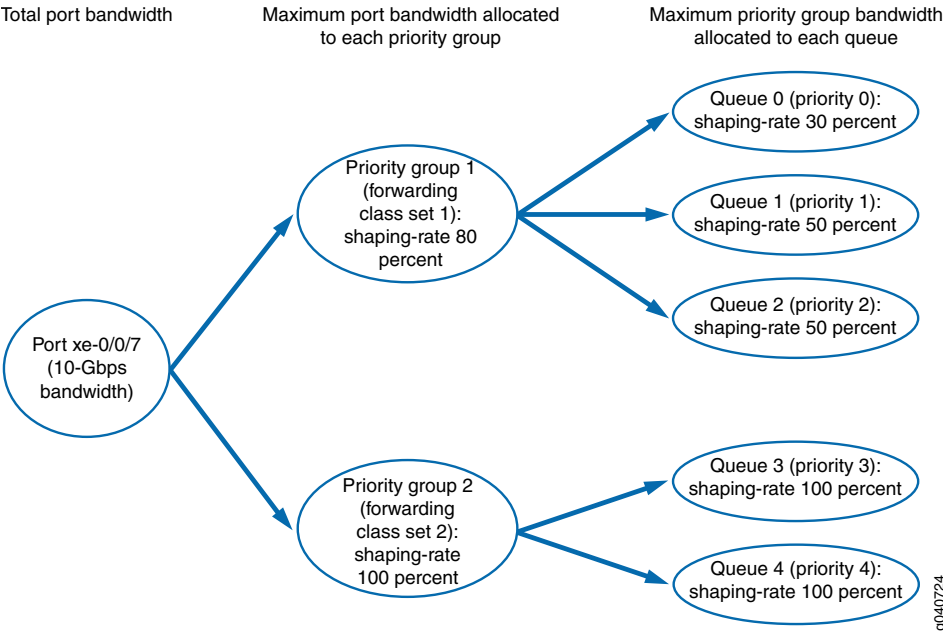 Total port bandwidth
Maximum port bandwidth allocated
to each priority group
Maximum priority group bandwidth
allocated to each queue
Port xe-0/0/7
(10-Gbps
bandwidth)
Priority group 1
(forwarding
class set 1):
shaping-rate 80
percent
Priority group 2
(forwarding
class set 2):
shaping-rate
100 percent
Queue 0 (priority 0):
shaping-rate 30 percent
Queue 1 (priority 1):
shaping-rate 50 percent
Queue 2 (priority 2):
shaping-rate 50 percent
Queue 3 (priority 3):
shaping-rate 100 percent
Queue 4 (priority 4):
shaping-rate 100 percent
g040724